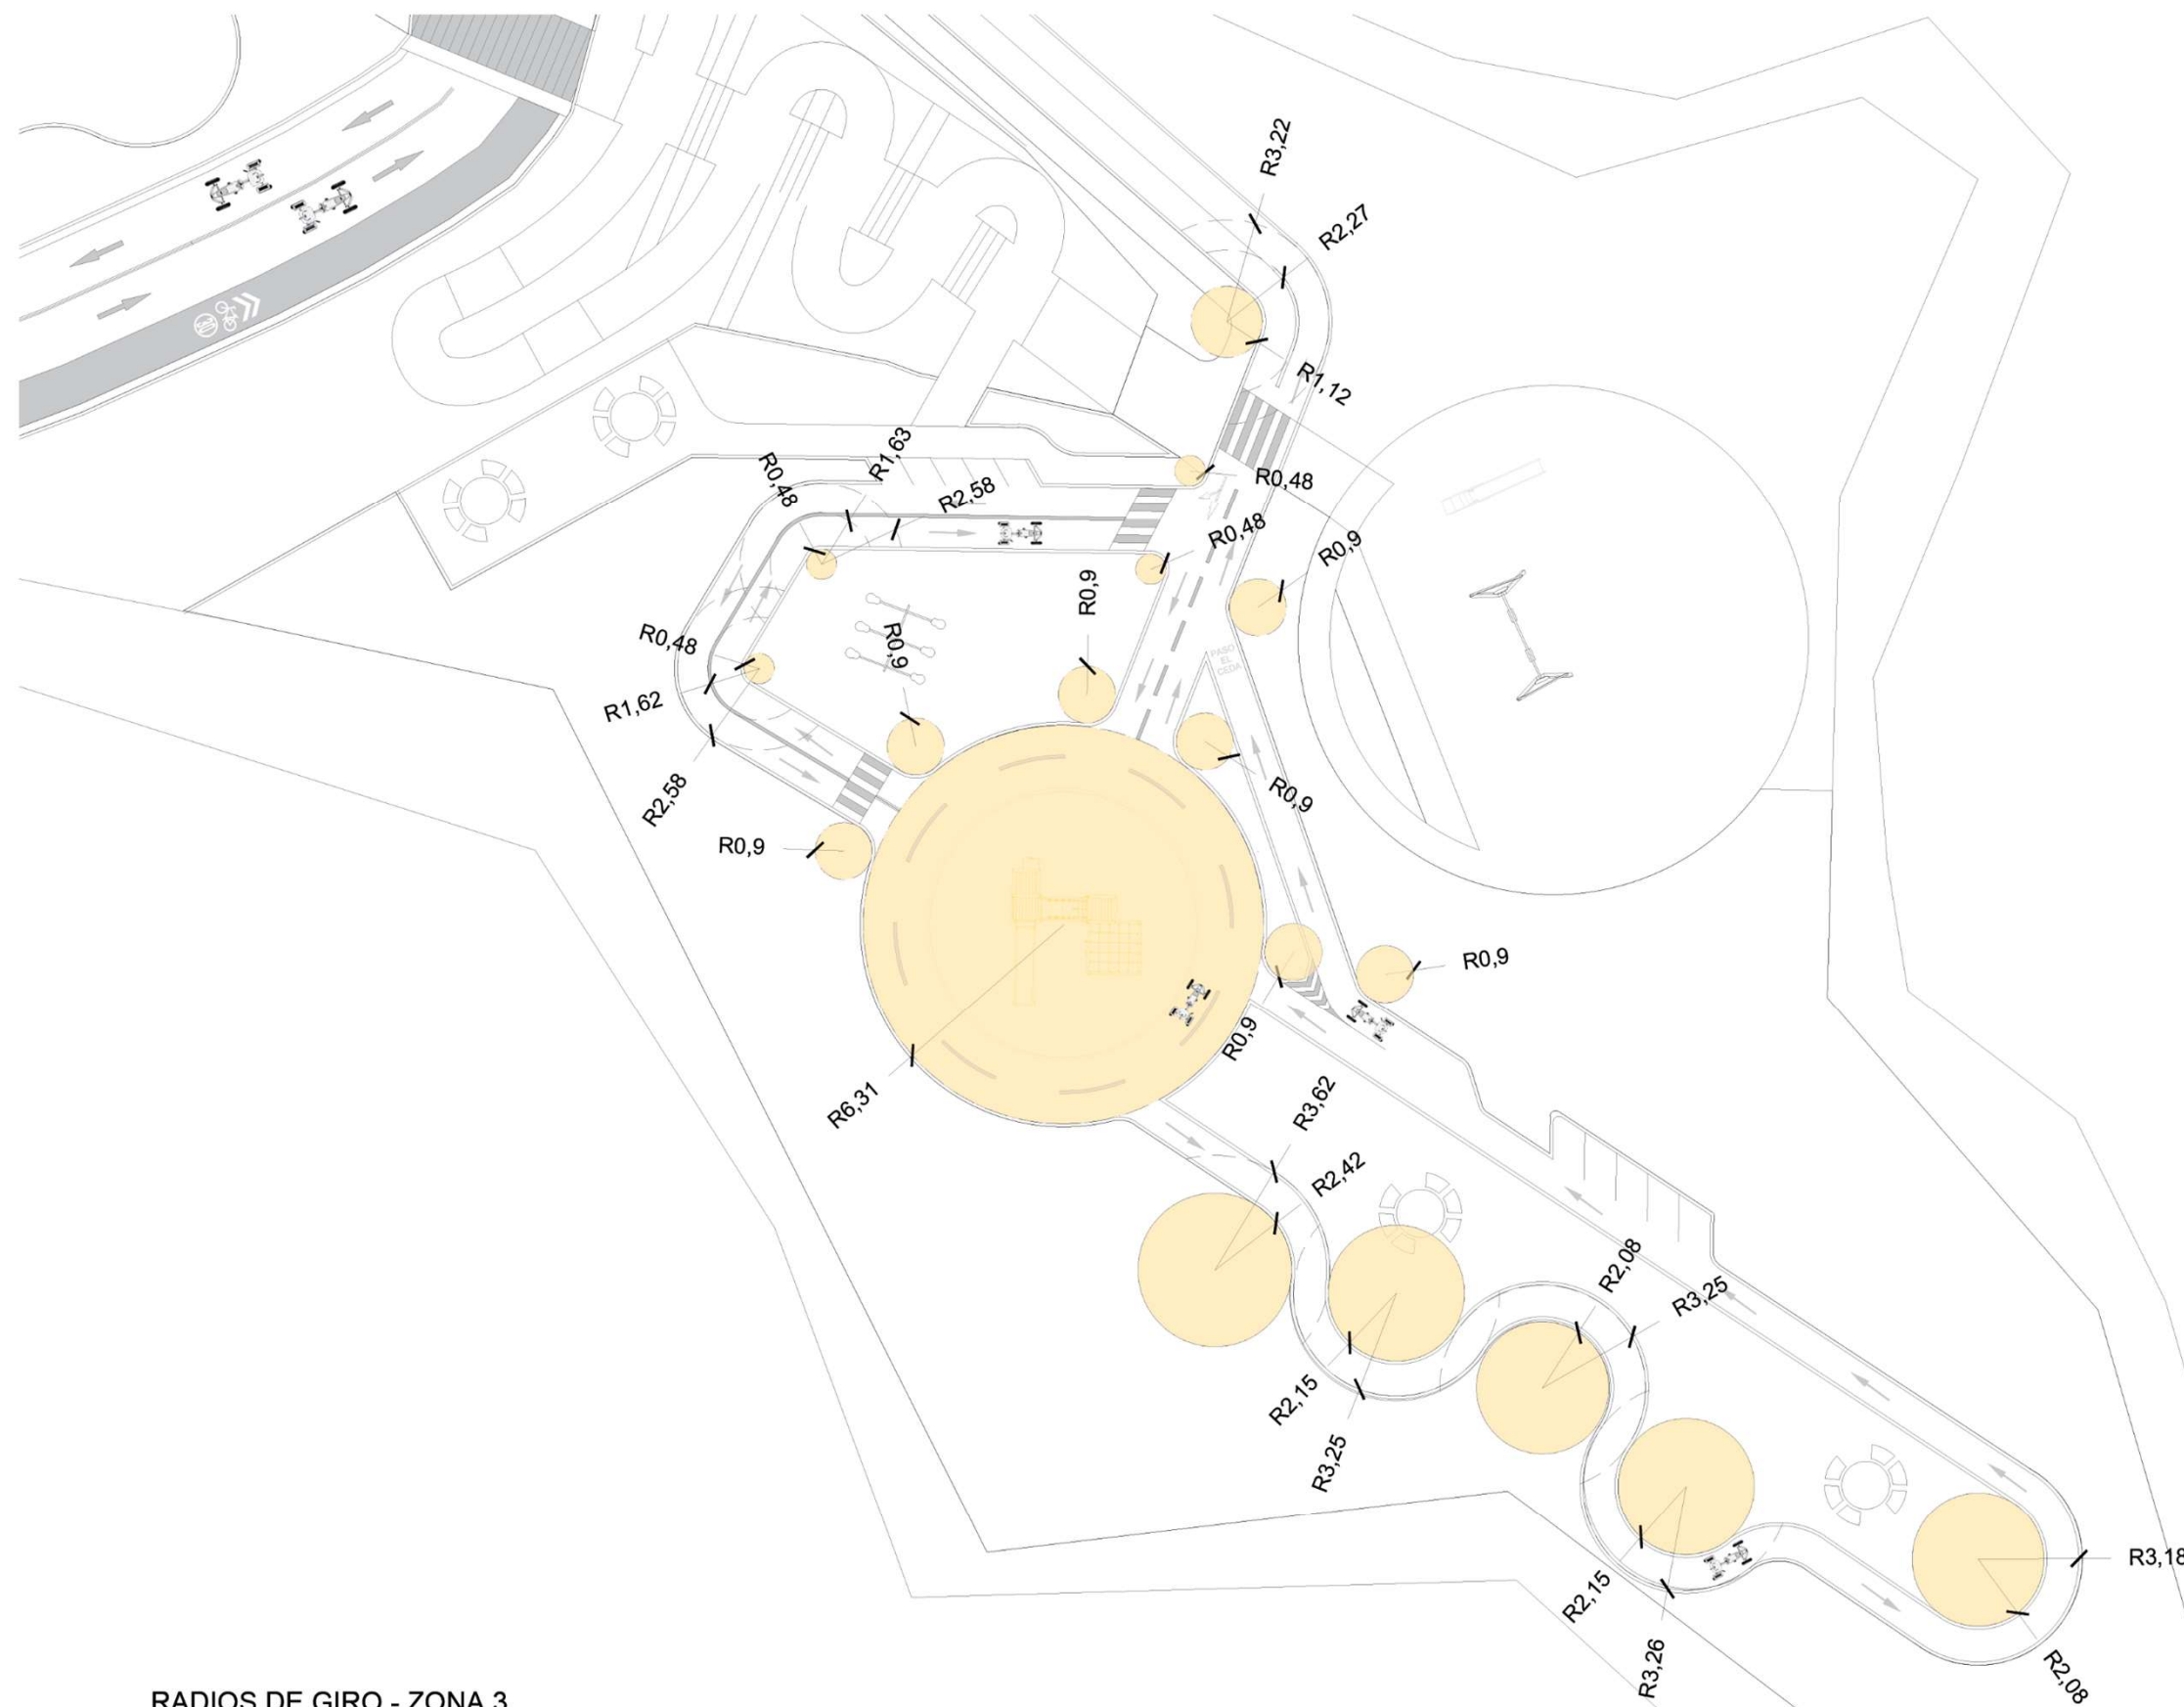 R3,22
R2,27
R1,12
R1,63
R0,48
R2,58
R0,48
R0,48
R0,9
R0,9
R0,9
R0,48
PASO
EL
CEDA
R1,62
R2,58
R0,9
R0,9
R0,9
R0,9
R6,31
R3,62
R2,42
R2,08
R3,25
R2,15
R3,25
R2,15
R3,26
R3,18
R2,08
RADIOS DE GIRO - ZONA 3